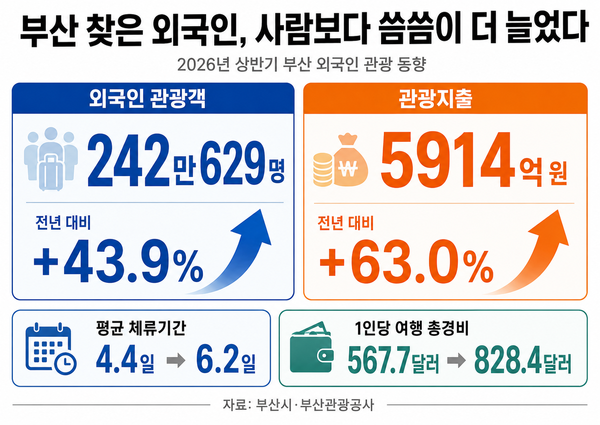 부산 찾은 외국인, 사람보다 씀씀이 더 늘었다
2026년 상반기 부산 외국인 관광 동향
외국인 관광객
242만 629명
전년 대비
+43.9%
관광지출
₩
5914억 원
전년 대비
+63.0%
평균 체류기간
4.4일 → 6.2일
1인당 여행 총경비
567.7달러 → 828.4달러
자료: 부산시·부산관광공사